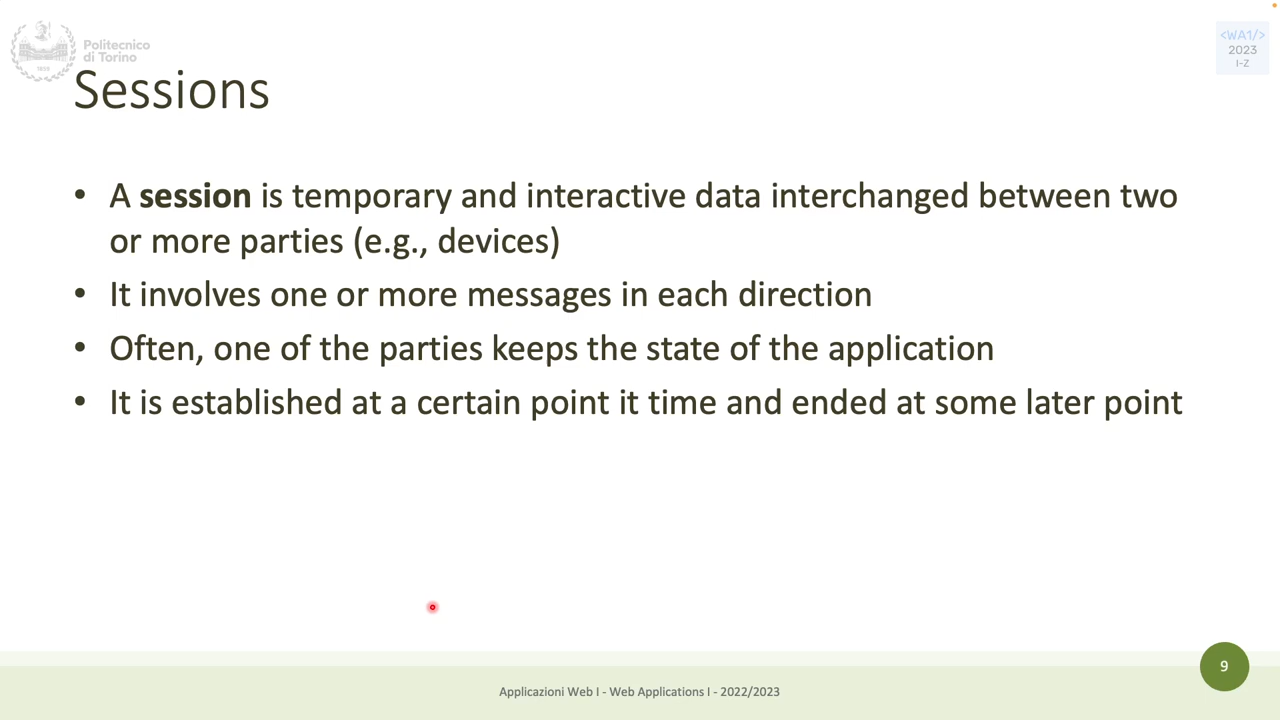 Politecnico
di Torino
1859
<WA1/>
2023
I-Z
Sessions
• A session is temporary and interactive data interchanged between two
or more parties (e.g., devices)
• It involves one or more messages in each direction
• Often, one of the parties keeps the state of the application
• It is established at a certain point it time and ended at some later point
9
Applicazioni Web I - Web Applications I - 2022/2023